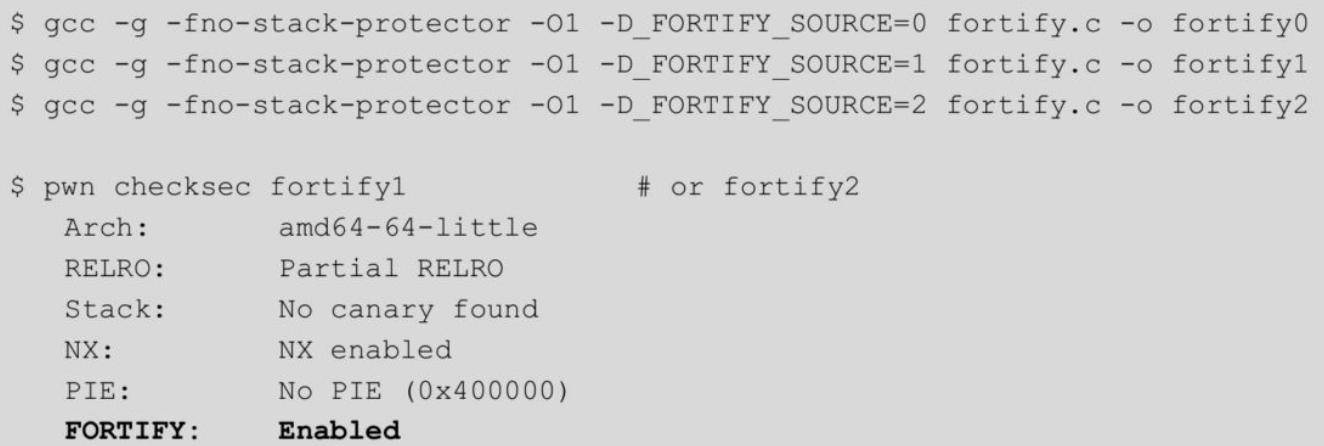 $ gcc -g -fno-stack-protector -O1 -D_FORTIFY_SOURCE=0 fortify.c -o fortify0
$ gcc -g -fno-stack-protector -O1 -D_FORTIFY_SOURCE=1 fortify.c -o fortify1
$ gcc -g -fno-stack-protector -O1 -D_FORTIFY_SOURCE=2 fortify.c -o fortify2
$ pwn checksec fortify1 # or fortify2
Arch: amd64-64-little
RELRO: Partial RELRO
Stack: No canary found
NX: NX enabled
PIE: No PIE (0x400000)
FORTIFY: Enabled